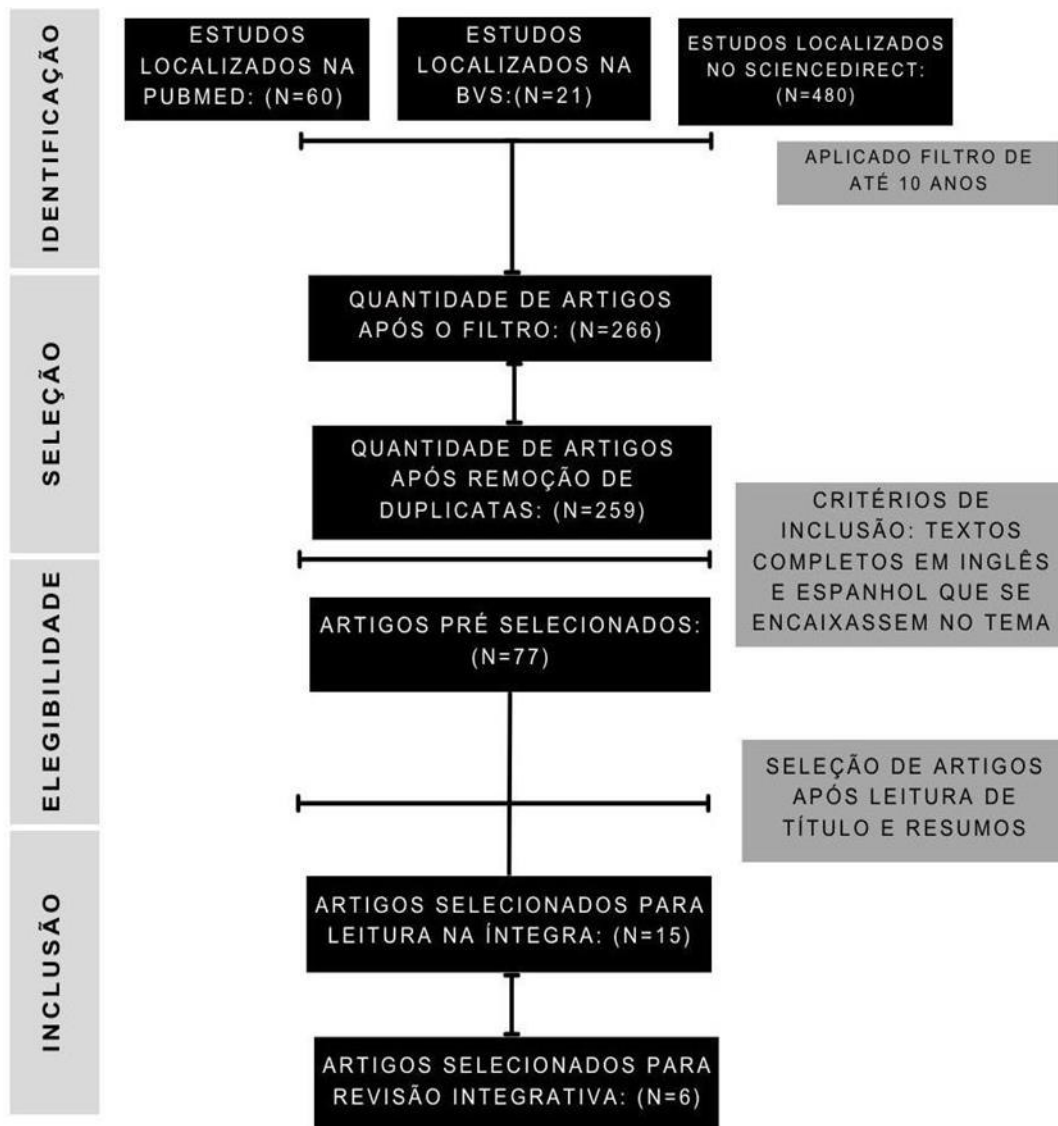 IDENTIFICAÇÃO
ESTUDOS
LOCALIZADOS NA
PUBMED: (N=60)
ESTUDOS
LOCALIZADOS NA
BVS:(N=21)
ESTUDOS LOCALIZADOS
NO SCIENCEDIRECT:
(N=480)
APLICADO FILTRO DE
ATÉ 10 ANOS
SELEÇÃO
QUANTIDADE DE ARTIGOS
APÓS O FILTRO: (N=266)
QUANTIDADE DE ARTIGOS
APÓS REMOÇÃO DE
DUPLICATAS: (N=259)
CRITÉRIOS DE
INCLUSÃO: TEXTOS
COMPLETOS EM INGLÊS
E ESPANHOL QUE SE
ENCAIXASSEM NO TEMA
ELEGIBILIDADE
ARTIGOS PRÉ SELECIONADOS:
(N=77)
SELEÇÃO DE ARTIGOS
APÓS LEITURA DE
TÍTULO E RESUMOS
INCLUSÃO
ARTIGOS SELECIONADOS PARA
LEITURA NA ÍNTEGRA: (N=15)
ARTIGOS SELECIONADOS PARA
REVISÃO INTEGRATIVA: (N=6)